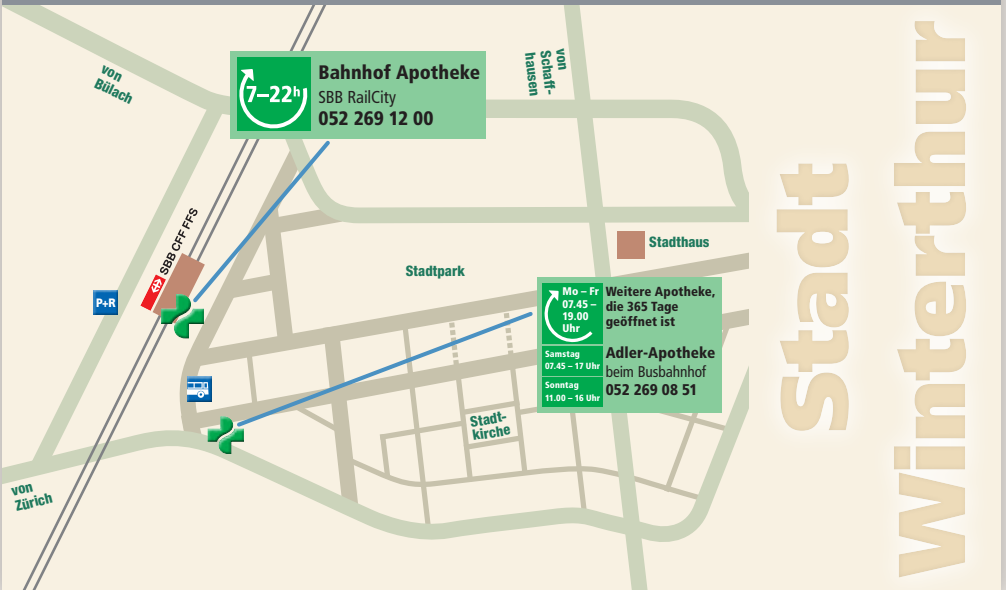 von
Bülach
7–22h
Bahnhof Apotheke
SBB RailCity
052 269 12 00
von
Schaff-
hausen
SBB CFF FFS
P+R
Stadtpark
Stadthaus
Mo – Fr
07.45 –
19.00
Uhr
Samstag
07.45 – 17 Uhr
Sonntag
11.00 – 16 Uhr
Weitere Apotheke,
die 365 Tage
geöffnet ist
Adler-Apotheke
beim Busbahnhof
052 269 08 51
Stadt-
kirche
von
Zürich
Stadt
Winterthur